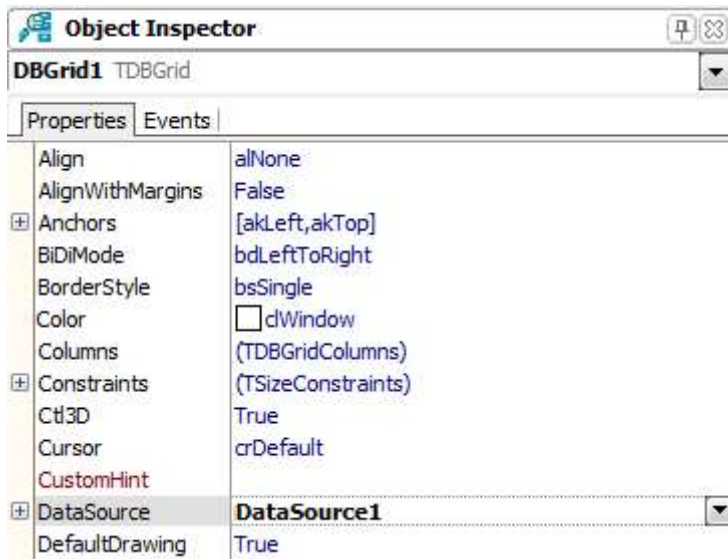 Object Inspector
DBGrid1 TDBGrid
Properties Events
Align alNone
AlignWithMargins False
Anchors [akLeft,akTop]
BiDiMode bdLeftToRight
BorderStyle bsSingle
Color clWindow
Columns (TDBGridColumns)
Constraints (TSizeConstraints)
Ctl3D True
Cursor crDefault
CustomHint
DataSource DataSource1
DefaultDrawing True